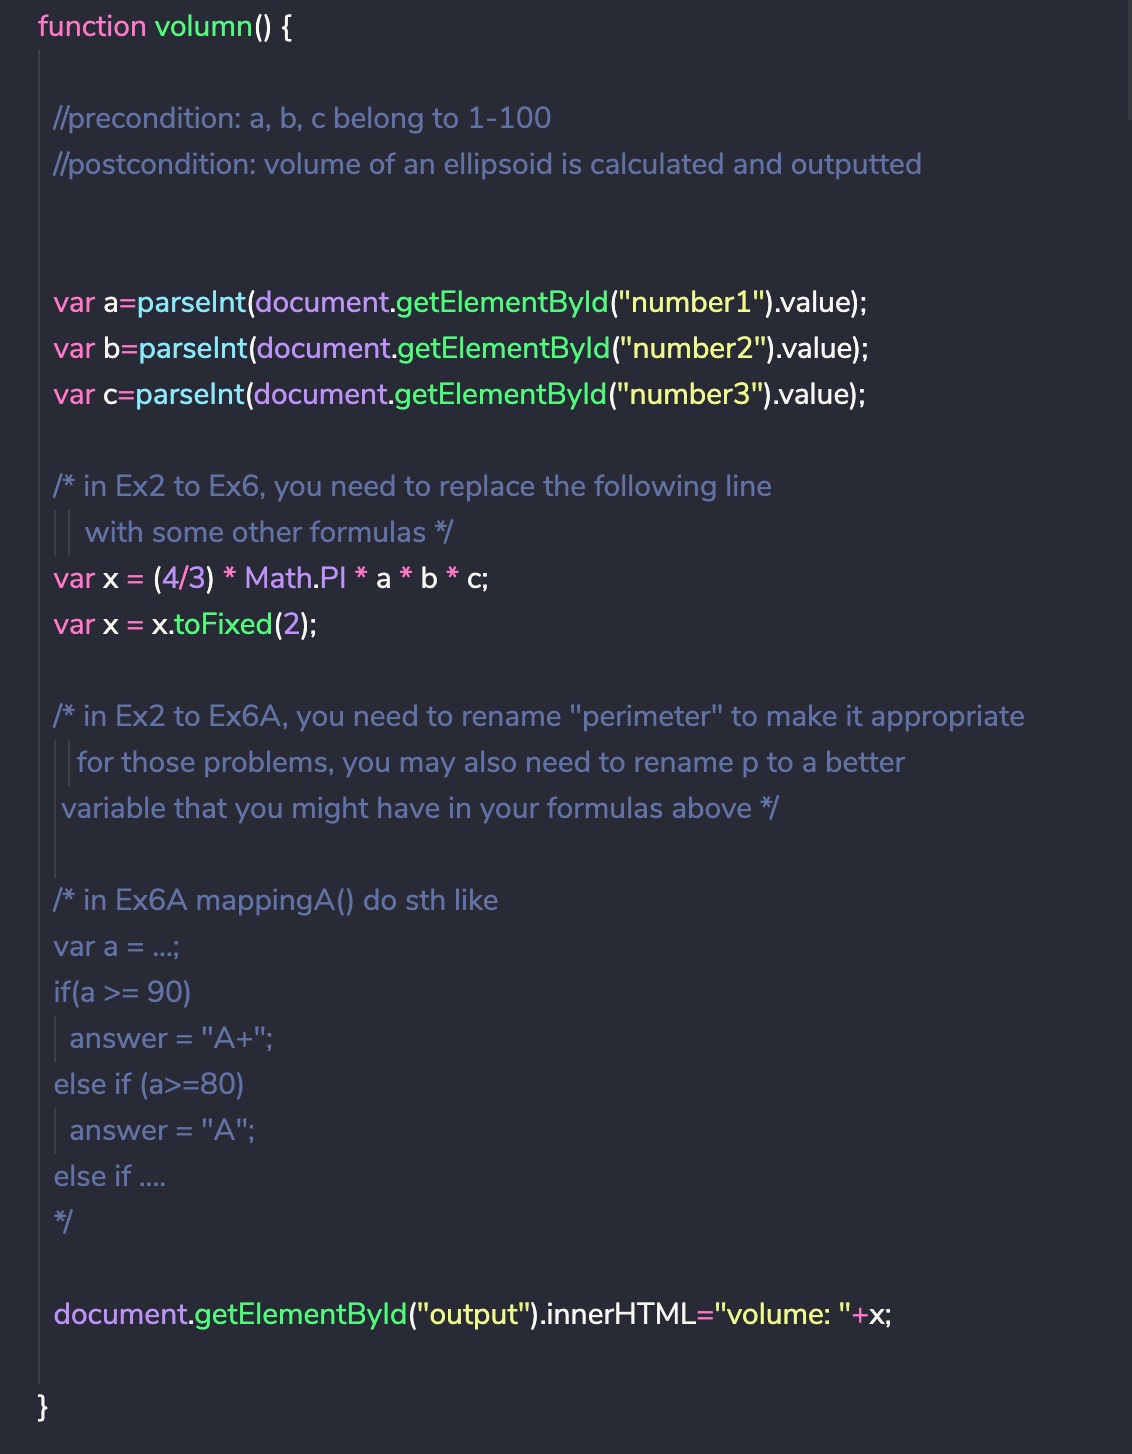 function volumn() {
//precondition: a, b, c belong to 1-100
//postcondition: volume of an ellipsoid is calculated and outputted
var a=parseInt(document.getElementById("number1").value);
var b=parseInt(document.getElementById("number2").value);
var c=parseInt(document.getElementById("number3").value);
/* in Ex2 to Ex6, you need to replace the following line
with some other formulas */
var x = (4/3) * Math.PI * a * b * c;
var x = x.toFixed(2);
/* in Ex2 to Ex6A, you need to rename "perimeter" to make it appropriate
for those problems, you may also need to rename p to a better
variable that you might have in your formulas above */
/* in Ex6A mappingA() do sth like
var a = ...;
if(a >= 90)
answer = "A+";
else if (a>=80)
answer = "A";
else if ....
*/
document.getElementById("output").innerHTML="volume: "+x;
}